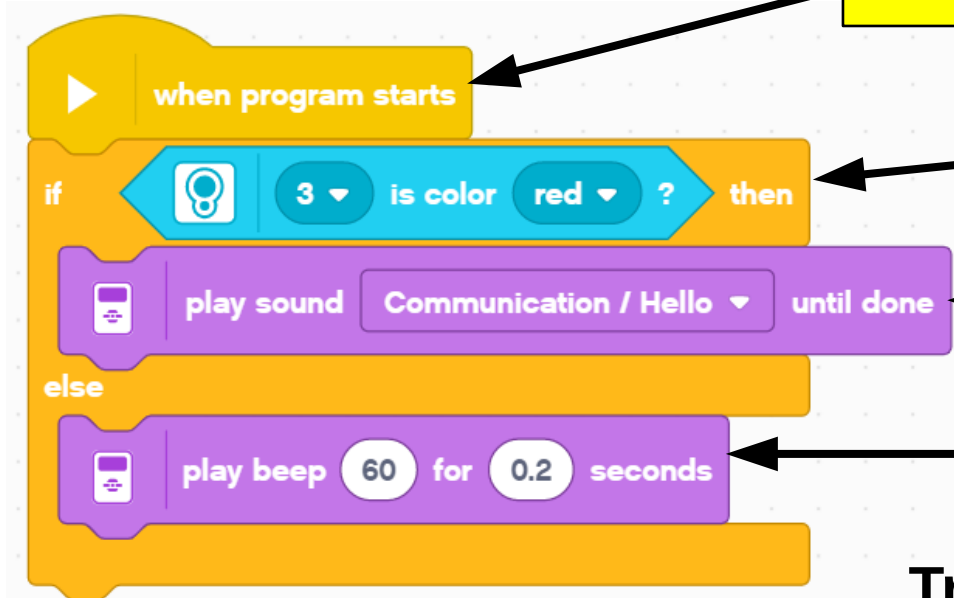 when program starts
if 3 is color red ? then
play sound Communication / Hello until done
else
play beep 60 for 0.2 seconds
Tr